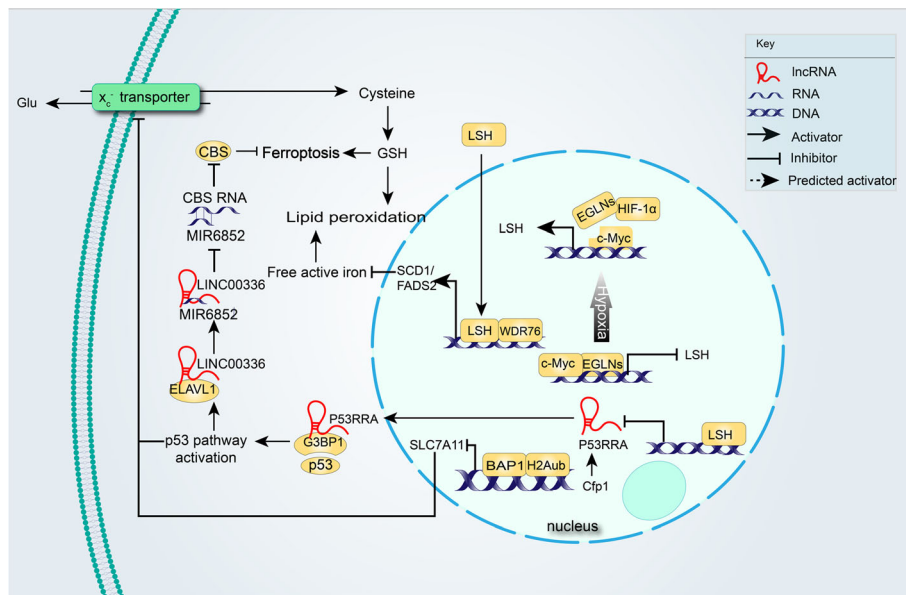 Key
lncRNA
RNA
DNA
Activator
Inhibitor
Predicted activator
Glu
xc- transporter
Cysteine
CBS
Ferroptosis
GSH
LSH
CBS RNA
MIR6852
Lipid peroxidation
EGLNs
HIF-1α
LSH
c-Myc
Free active iron
SCD1/
FADS2
LINC00336
MIR6852
Hypoxia
LSH
WDR76
c-Myc
EGLNs
LSH
LINC00336
ELAVL1
P53RRA
G3BP1
p53
p53 pathway
activation
SLC7A11
P53RRA
LSH
BAP1
H2Aub
Cfp1
nucleus